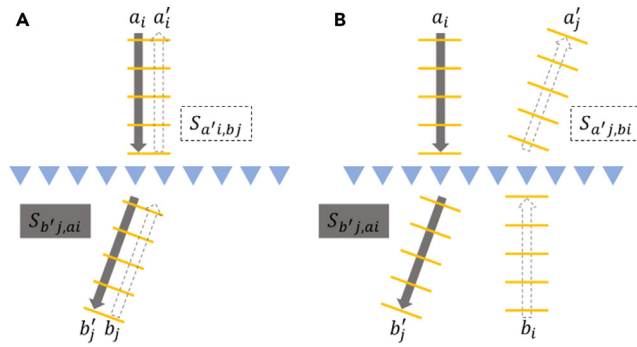 A
a_i a'_i
S_{a'i,bj}
S_{b'j,ai}
b'_j b_j
B
a_i
a'_j
S_{a'j,bi}
S_{b'j,ai}
b'_j
b_i